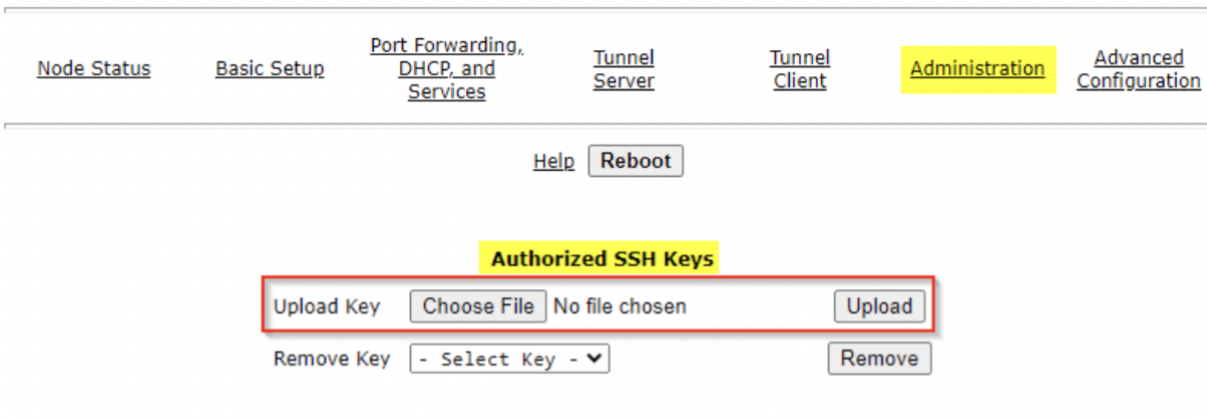 Node Status
Basic Setup
Port Forwarding,
DHCP, and
Services
Tunnel
Server
Tunnel
Client
Administration
Advanced
Configuration
Help Reboot
Authorized SSH Keys
Upload Key Choose File No file chosen Upload
Remove Key - Select Key - Remove